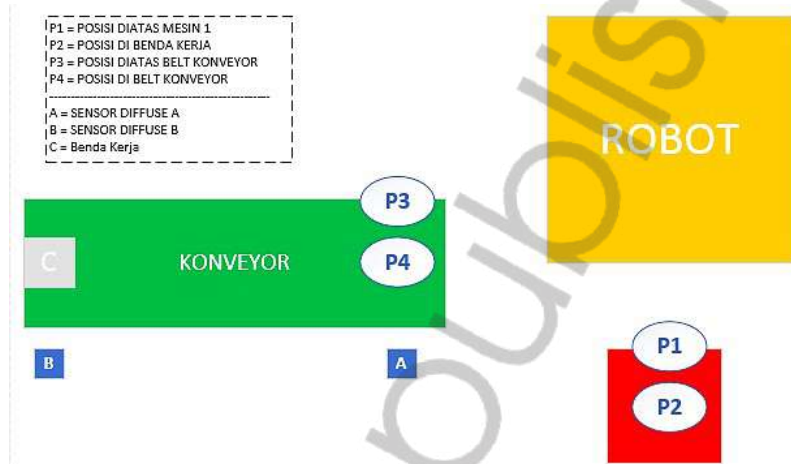 P1 = POSISI DIATAS MESIN 1
P2 = POSISI DI BENDA KERJA
P3 = POSISI DIATAS BELT KONVEYOR
P4 = POSISI DI BELT KONVEYOR
A = SENSOR DIFFUSE A
B = SENSOR DIFFUSE B
C = Benda Kerja
ROBOT
P3
C
KONVEYOR
P4
P1
B
A
P2
publis